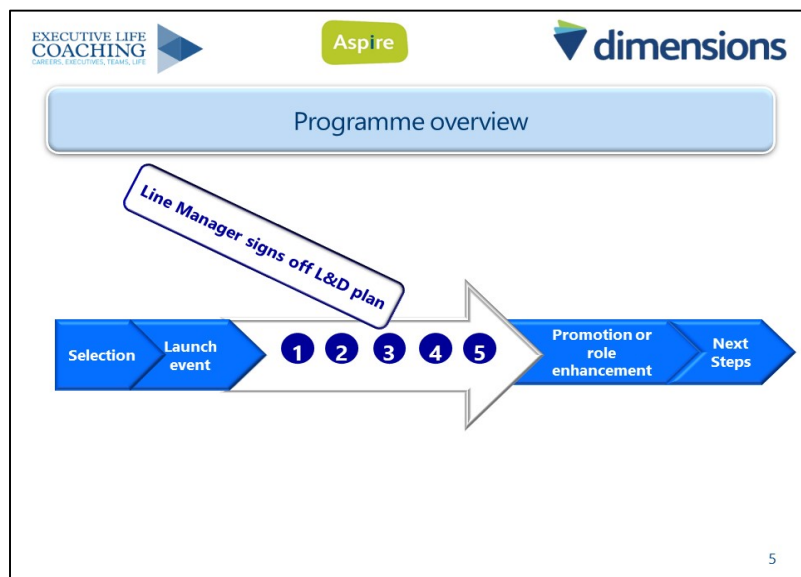 EXECUTIVE LIFE
COACHING
CAREERS, EXECUTIVES, TEAMS, LIFE
Aspire
dimensions
Programme overview
Line Manager signs off L&D plan
Selection
Launch
event
1 2 3 4 5
Promotion or
role
enhancement
Next
Steps
5